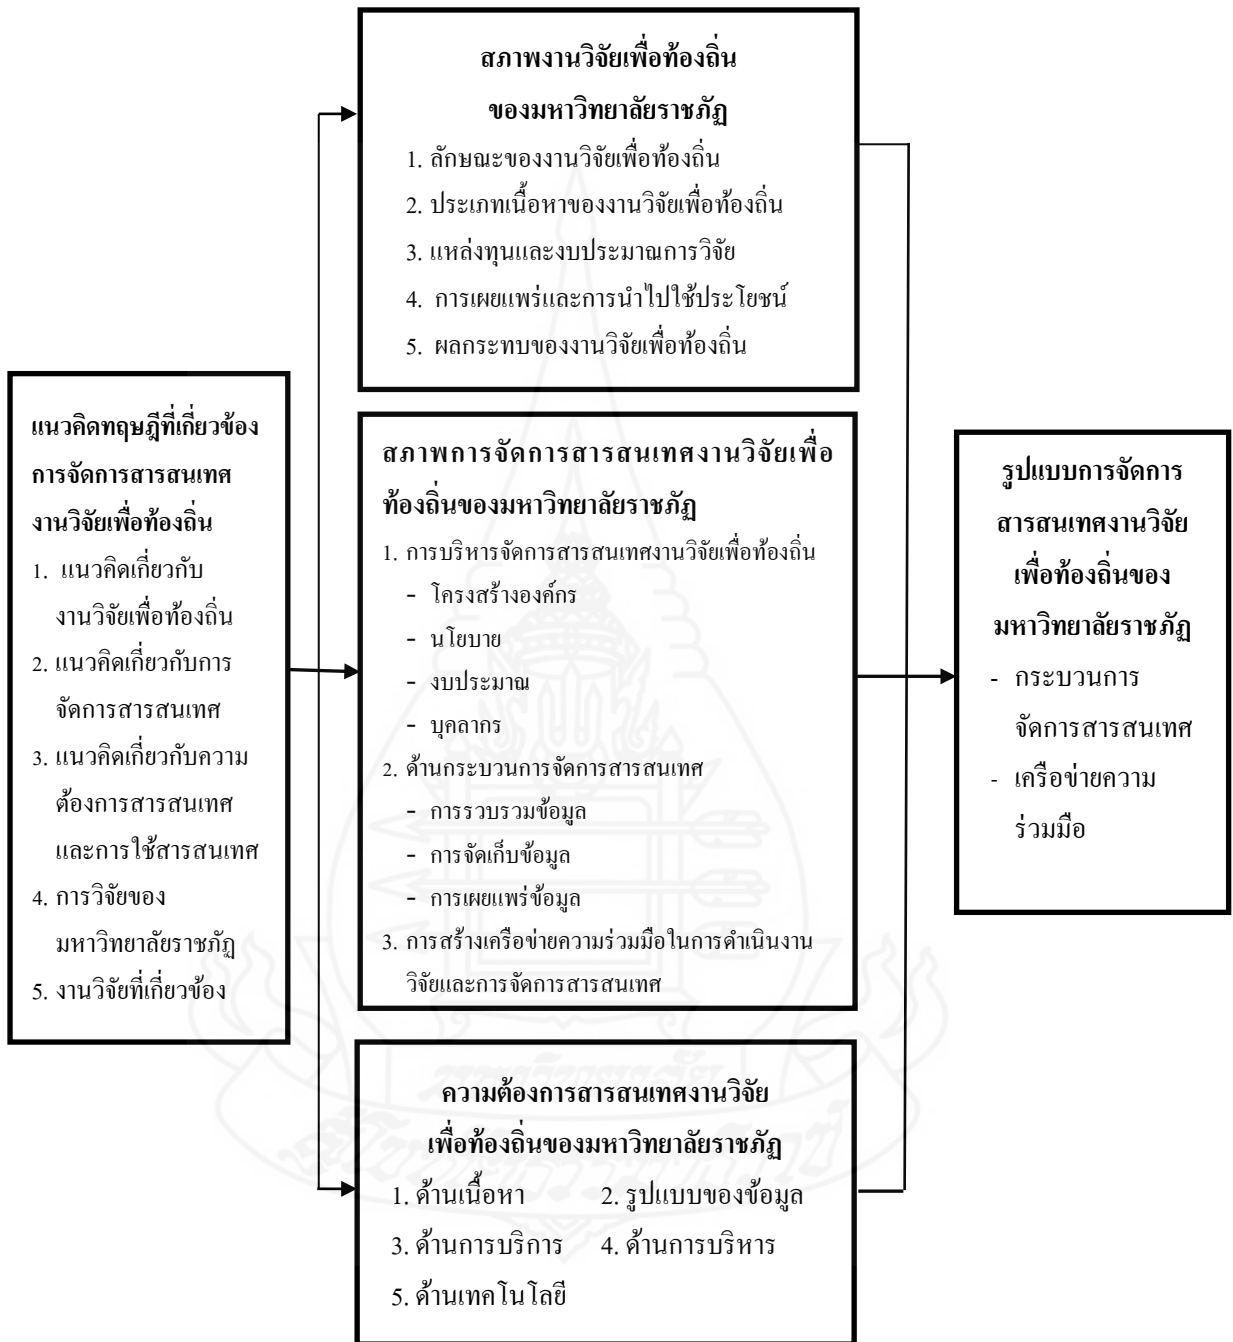 สภาพงานวิจัยเพื่อท้องถิ่น
ของมหาวิทยาลัยราชภัฏ
1. ลักษณะของงานวิจัยเพื่อท้องถิ่น
2. ประเภทเนื้อหาของงานวิจัยเพื่อท้องถิ่น
3. แหล่งทุนและงบประมาณการวิจัย
4. การเผยแพร่และการนำไปใช้ประโยชน์
5. ผลกระทบของงานวิจัยเพื่อท้องถิ่น
แนวคิดทฤษฎีที่เกี่ยวข้อง
การจัดการสารสนเทศ
งานวิจัยเพื่อท้องถิ่น
1. แนวคิดเกี่ยวกับ
งานวิจัยเพื่อท้องถิ่น
2. แนวคิดเกี่ยวกับการ
จัดการสารสนเทศ
3. แนวคิดเกี่ยวกับความ
ต้องการสารสนเทศ
และการใช้สารสนเทศ
4. การวิจัยของ
มหาวิทยาลัยราชภัฏ
5. งานวิจัยที่เกี่ยวข้อง
สภาพการจัดการสารสนเทศงานวิจัยเพื่อ
ท้องถิ่นของมหาวิทยาลัยราชภัฏ
1. การบริหารจัดการสารสนเทศงานวิจัยเพื่อท้องถิ่น
- โครงสร้างองค์กร
- นโยบาย
- งบประมาณ
- บุคลากร
2. ด้านกระบวนการจัดการสารสนเทศ
- การรวบรวมข้อมูล
- การจัดเก็บข้อมูล
- การเผยแพร่ข้อมูล
3. การสร้างเครือข่ายความร่วมมือในการดำเนินงาน
วิจัยและการจัดการสารสนเทศ
รูปแบบการจัดการ
สารสนเทศงานวิจัย
เพื่อท้องถิ่นของ
มหาวิทยาลัยราชภัฏ
- กระบวนการ
จัดการสารสนเทศ
- เครือข่ายความ
ร่วมมือ
ความต้องการสารสนเทศงานวิจัย
เพื่อท้องถิ่นของมหาวิทยาลัยราชภัฏ
1. ด้านเนื้อหา 2. รูปแบบของข้อมูล
3. ด้านการบริการ 4. ด้านการบริหาร
5. ด้านเทคโนโลยี
มหาวิทยาลัย
สุโขทัยธรรมาธิราช